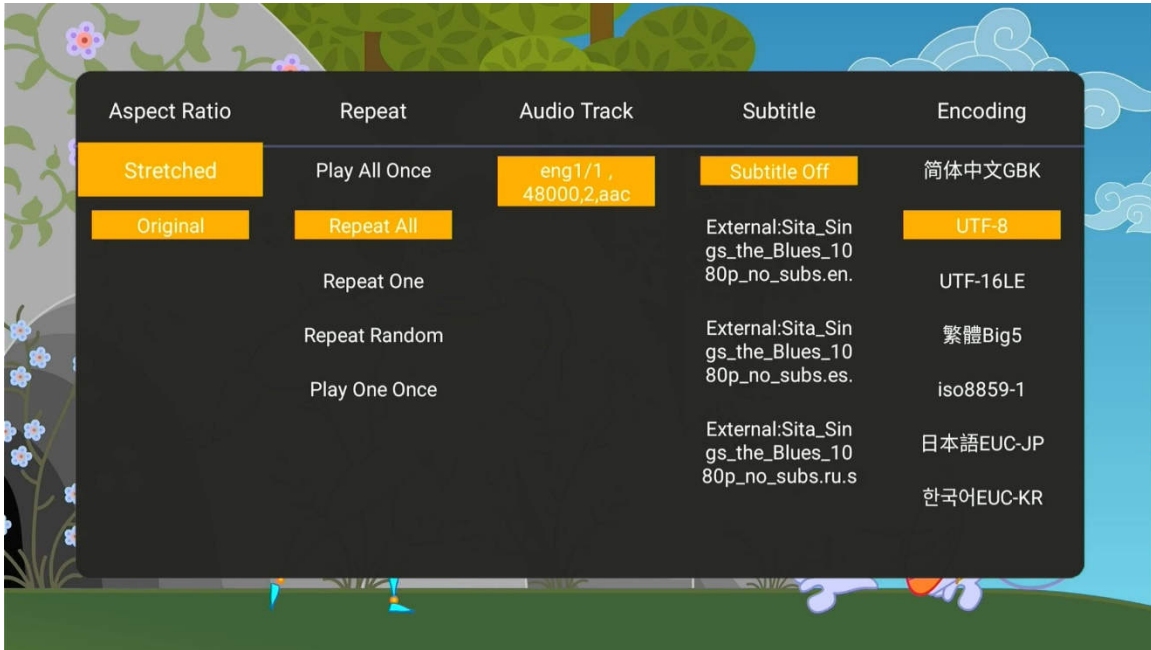 Aspect Ratio
Repeat
Audio Track
Subtitle
Encoding
Stretched
Original
Play All Once
Repeat All
Repeat One
Repeat Random
Play One Once
eng1/1 ,
48000,2,aac
Subtitle Off
External:Sita_Sin
gs_the_Blues_10
80p_no_subs.en.
External:Sita_Sin
gs_the_Blues_10
80p_no_subs.es.
External:Sita_Sin
gs_the_Blues_10
80p_no_subs.ru.s
简体中文GBK
UTF-8
UTF-16LE
繁體Big5
iso8859-1
日本語EUC-JP
한국어EUC-KR